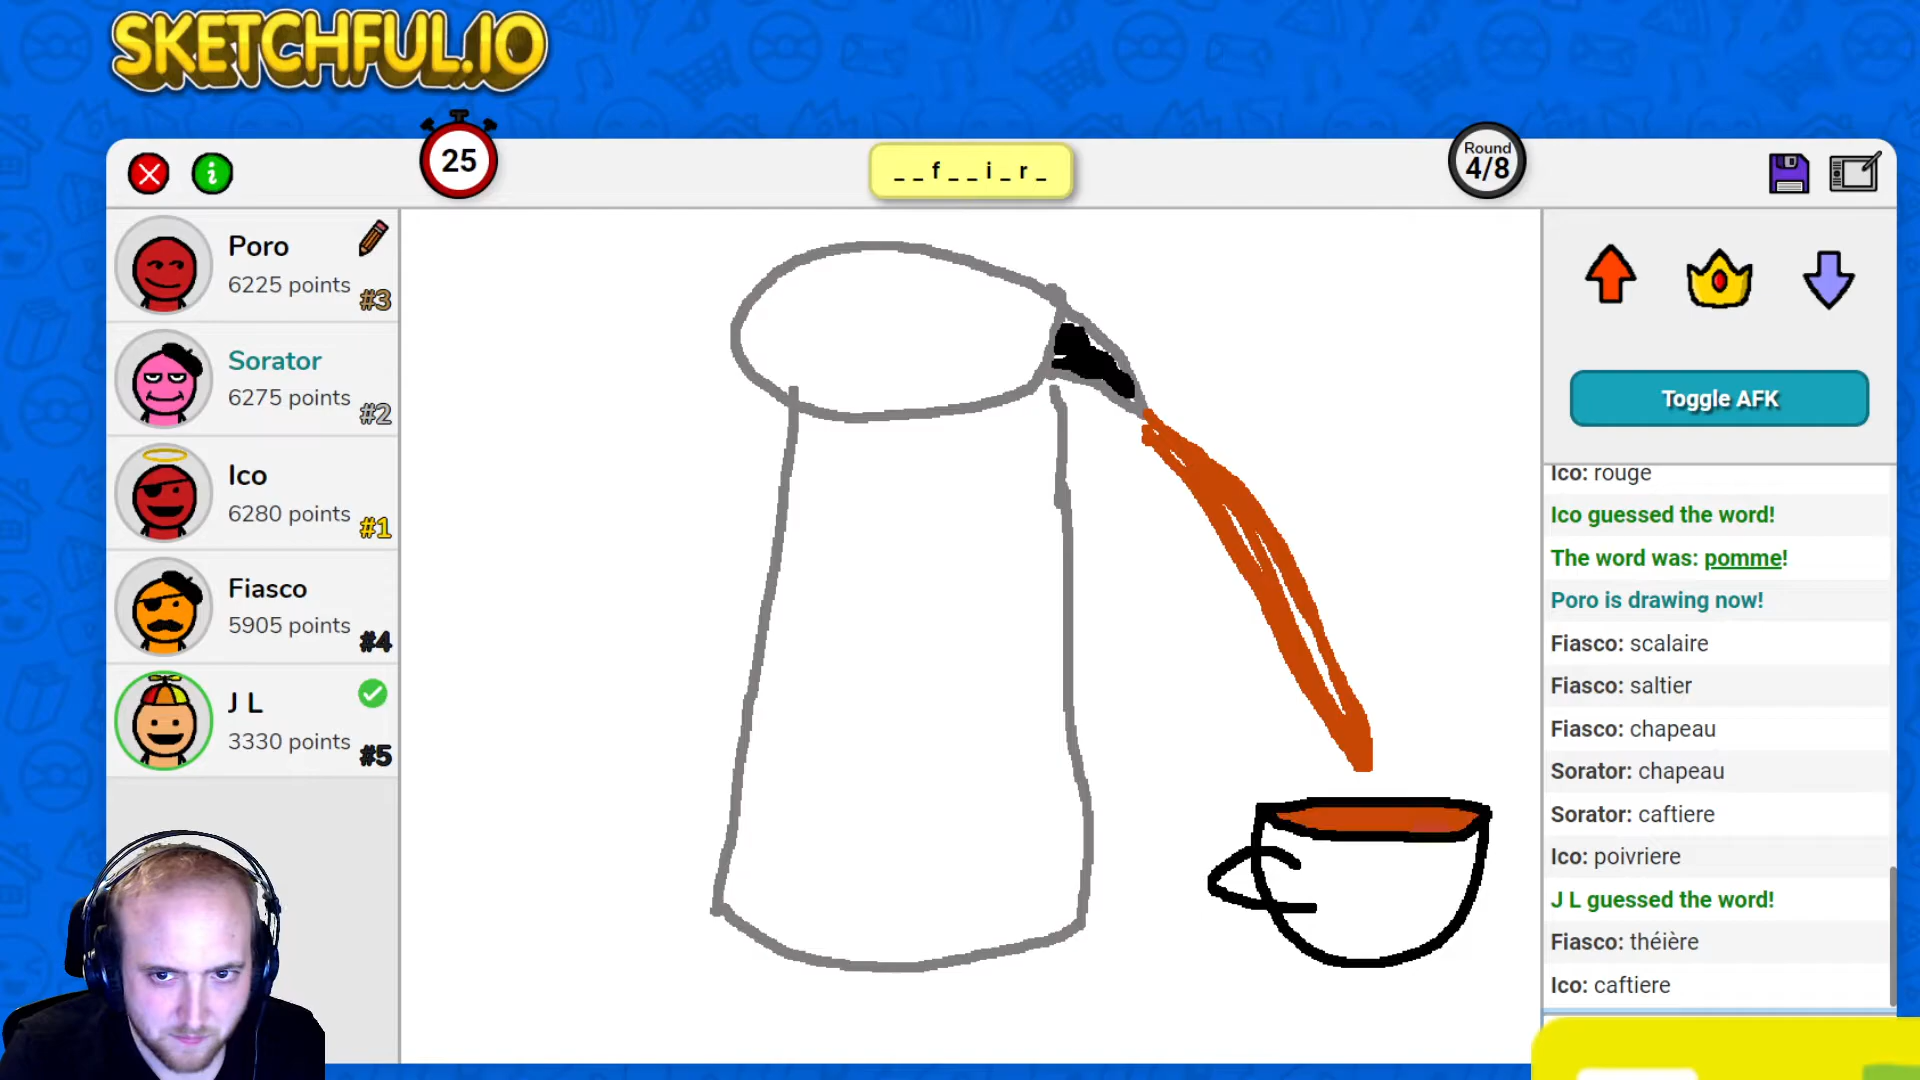 SKETCHFUL.IO
25
_ _ f _ _ i _ r _
Round
4/8
Poro
6225 points
#3
Sorator
6275 points
#2
Ico
6280 points
#1
Fiasco
5905 points
#4
J L
3330 points
#5
Toggle AFK
Ico: rouge
Ico guessed the word!
The word was: pomme!
Poro is drawing now!
Fiasco: scalaire
Fiasco: saltier
Fiasco: chapeau
Sorator: chapeau
Sorator: caftiere
Ico: poivriere
J L guessed the word!
Fiasco: théière
Ico: caftiere